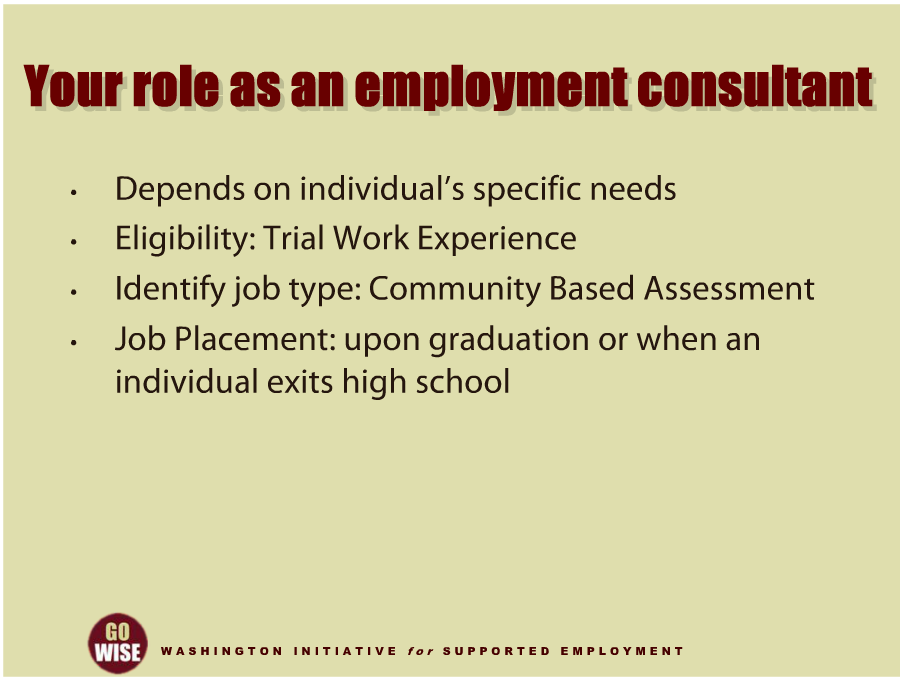 Your role as an employment consultant
• Depends on individual’s specific needs
• Eligibility: Trial Work Experience
• Identify job type: Community Based Assessment
• Job Placement: upon graduation or when an
individual exits high school
GO
WISE
WASHINGTON INITIATIVE for SUPPORTED EMPLOYMENT